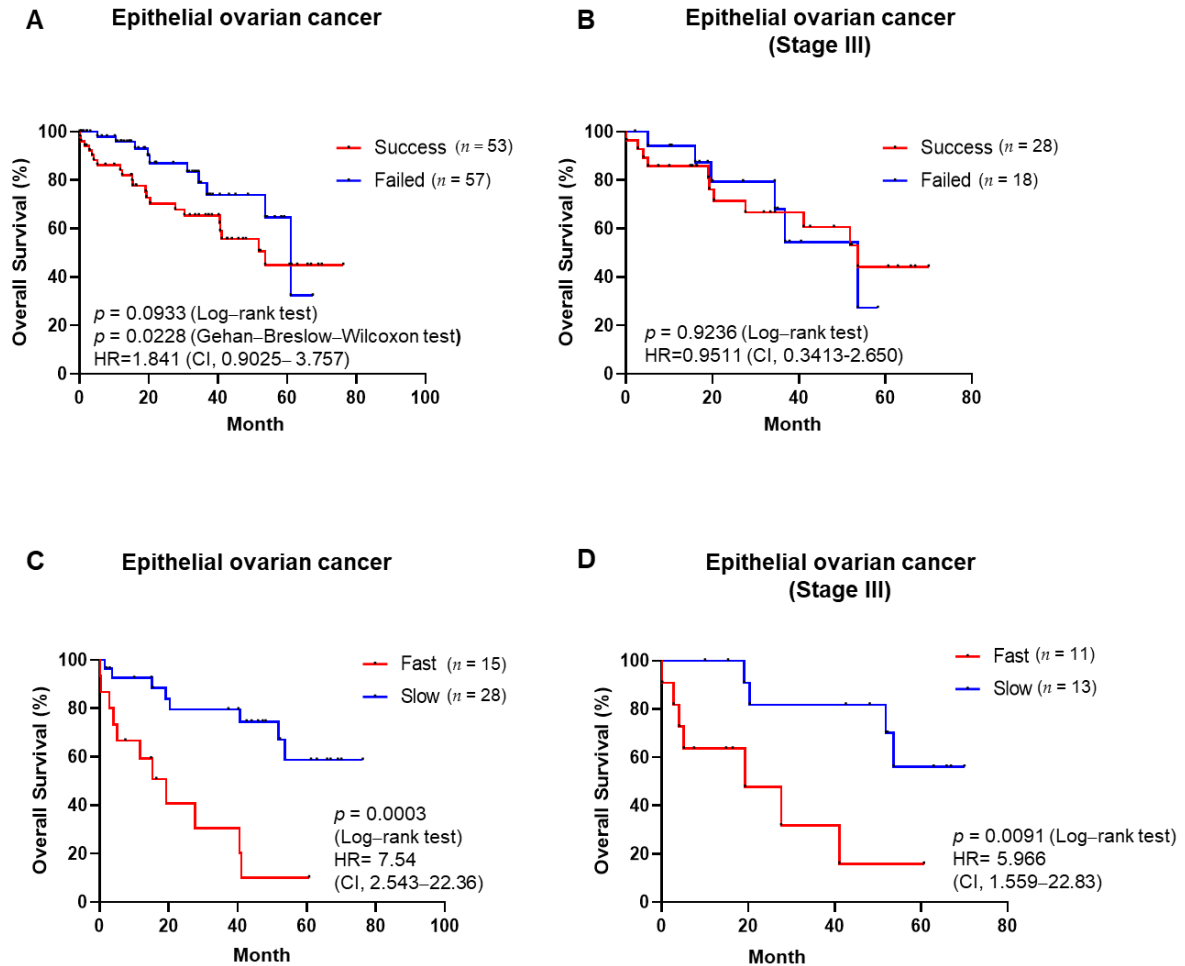 A
Epithelial ovarian cancer
Overall Survival (%)
100
80
60
40
20
0
0 20 40 60 80 100
Month
Success (n = 53)
Failed (n = 57)
p = 0.0933 (Log–rank test)
p = 0.0228 (Gehan–Breslow–Wilcoxon test)
HR=1.841 (CI, 0.9025– 3.757)
B
Epithelial ovarian cancer
(Stage III)
Overall Survival (%)
100
80
60
40
20
0
0 20 40 60 80
Month
Success (n = 28)
Failed (n = 18)
p = 0.9236 (Log–rank test)
HR=0.9511 (CI, 0.3413-2.650)
C
Epithelial ovarian cancer
Overall Survival (%)
100
80
60
40
20
0
0 20 40 60 80 100
Month
Fast (n = 15)
Slow (n = 28)
p = 0.0003
(Log–rank test)
HR= 7.54
(CI, 2.543–22.36)
D
Epithelial ovarian cancer
(Stage III)
Overall Survival (%)
100
80
60
40
20
0
0 20 40 60 80
Month
Fast (n = 11)
Slow (n = 13)
p = 0.0091 (Log–rank test)
HR= 5.966
(CI, 1.559–22.83)